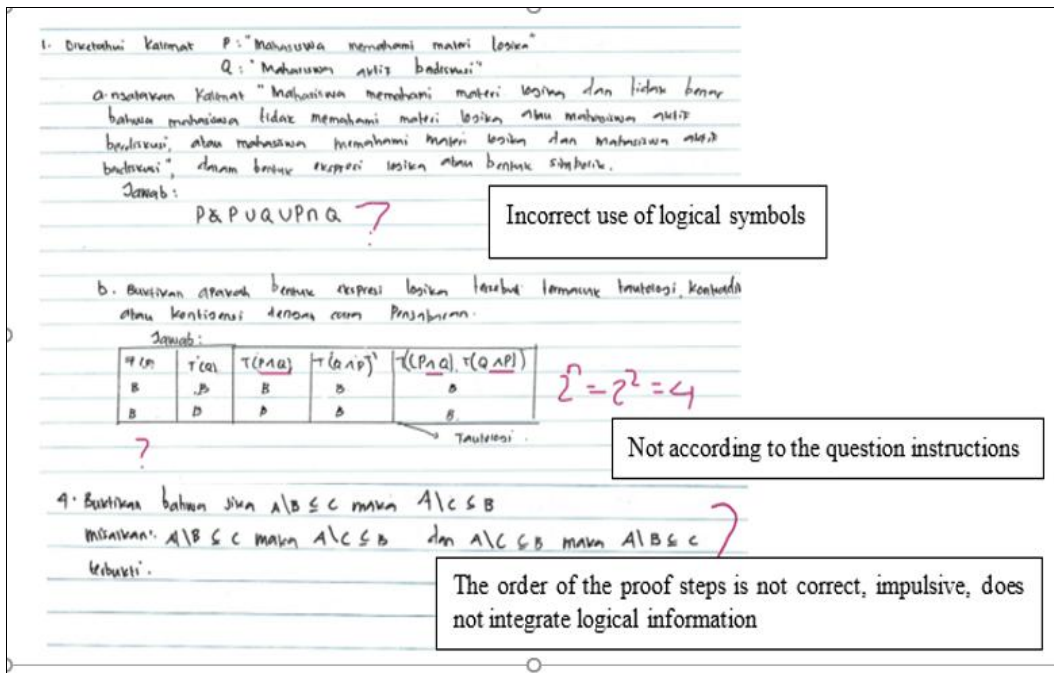 1. Diketahui kalimat P : "Mahasiswa memahami materi logika"
Q : "Mahasiswa aktif berdiskusi"
a. nyatakan kalimat "Mahasiswa memahami materi logika dan tidak benar
bahwa mahasiswa tidak memahami materi logika atau mahasiswa aktif
berdiskusi, atau mahasiswa memahami materi logika dan mahasiswa aktif
berdiskusi", dalam bentuk ekspresi logika atau bentuk simbolik.
Jawab :
P & P ∪ Q ∪ P ∩ Q ?
Incorrect use of logical symbols
b. Buktikan apakah bentuk ekspresi logika tersebut termasuk tautologi, kontradi
atau kontigensi dengan cara Penjabaran.
Jawab :
T(Q) T(P∧Q) T(Q∧P) T((P∧Q), T(Q∧P))
B B B B B
B B B B
2ⁿ = 2² = 4
Tautologi.
?
Not according to the question instructions
4. Buktikan bahwa jika A\B ⊆ C maka A\C ⊆ B
misalkan: A\B ⊆ C maka A\C ⊆ B dan A\C ⊆ B maka A\B ⊆ C ?
terbukti.
The order of the proof steps is not correct, impulsive, does
not integrate logical information